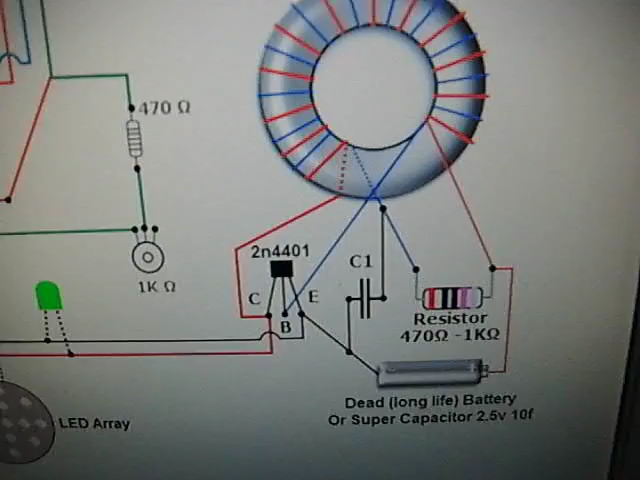 470 Ω
2n4401
C1
1K Ω
C
E
B
Resistor
470Ω -1KΩ
LED Array
Dead (long life) Battery
Or Super Capacitor 2.5v 10f